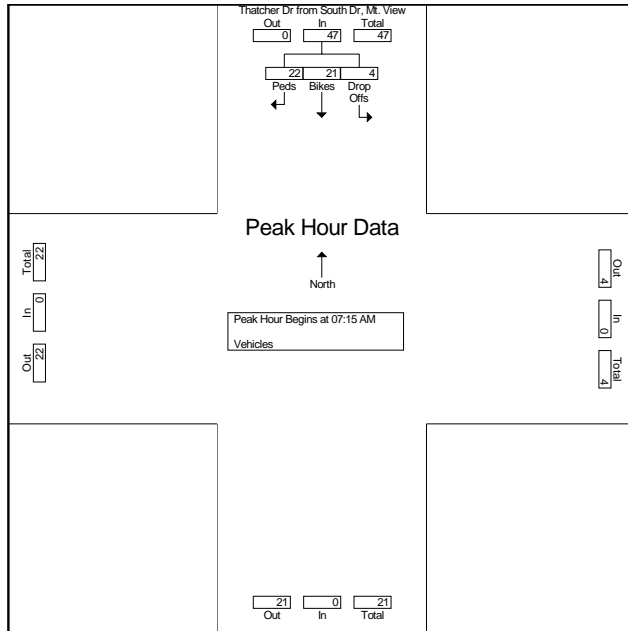 Thatcher Dr from South Dr, Mt. View
Out In Total
0 47 47
22 21 4
Peds Bikes Drop Offs
Peak Hour Data
North
Peak Hour Begins at 07:15 AM
Vehicles
Total 22
In 0
Out 22
Out 4
In 0
Total 4
21 0 21
Out In Total